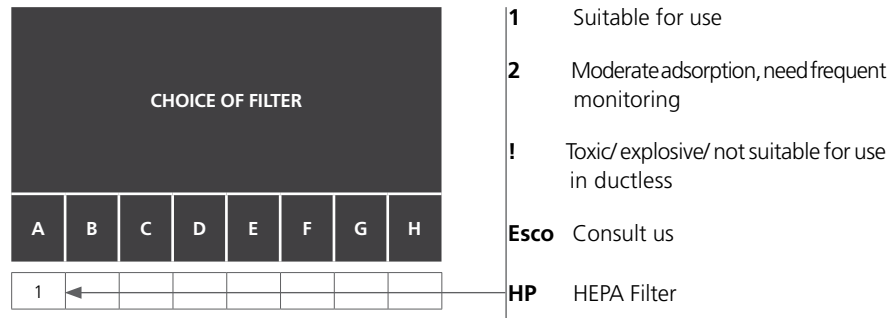 CHOICE OF FILTER
A B C D E F G H
1
1 Suitable for use
2 Moderate adsorption, need frequent
monitoring
! Toxic/ explosive/ not suitable for use
in ductless
Esco Consult us
HP HEPA Filter